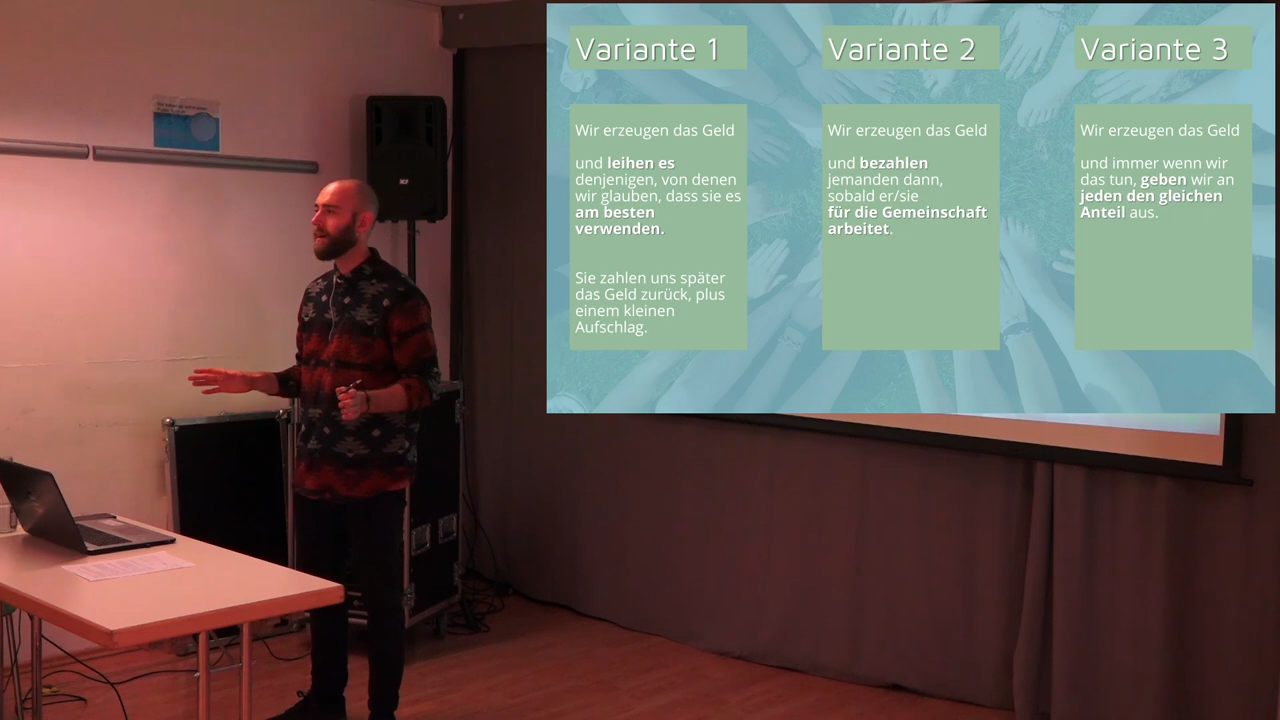 Variante 1
Wir erzeugen das Geld
und leihen es
denjenigen, von denen
wir glauben, dass sie es
am besten
verwenden.
Sie zahlen uns später
das Geld zurück, plus
einem kleinen
Aufschlag.
Variante 2
Wir erzeugen das Geld
und bezahlen
jemanden dann,
sobald er/sie
für die Gemeinschaft
arbeitet.
Variante 3
Wir erzeugen das Geld
und immer wenn wir
das tun, geben wir an
jeden den gleichen
Anteil aus.